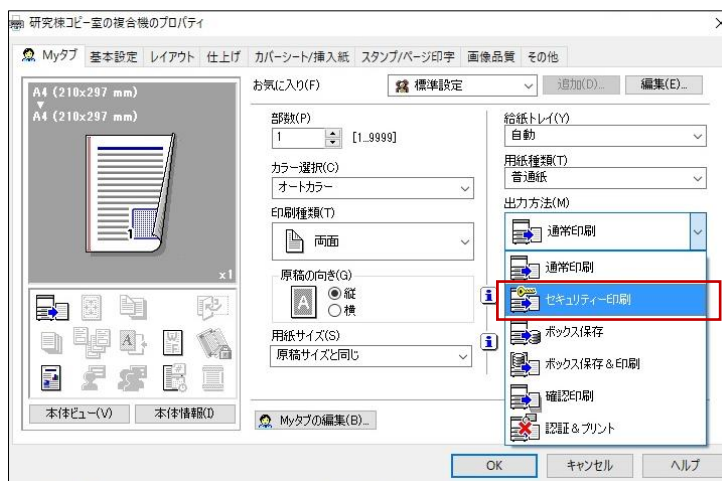 研究棟コピー室の複合機のプロパティ
Myタブ 基本設定 レイアウト 仕上げ カバーシート/挿入紙 スタンプ/ページ印字 画像品質 その他
A4 (210x297 mm)
A4 (210x297 mm)
1
x1
本体ビュー(V) 本体情報(I)
お気に入り(F) 標準設定 追加(D)... 編集(E)...
部数(P)
1 [1...9999]
カラー選択(C)
オートカラー
印刷種類(T)
両面
原稿の向き(G)
A
縦
横
用紙サイズ(S)
原稿サイズと同じ
Myタブの編集(B)...
給紙トレイ(Y)
自動
用紙種類(T)
普通紙
出力方法(M)
通常印刷
通常印刷
セキュリティー印刷
ボックス保存
ボックス保存&印刷
確認印刷
認証&プリント
OK キャンセル ヘルプ